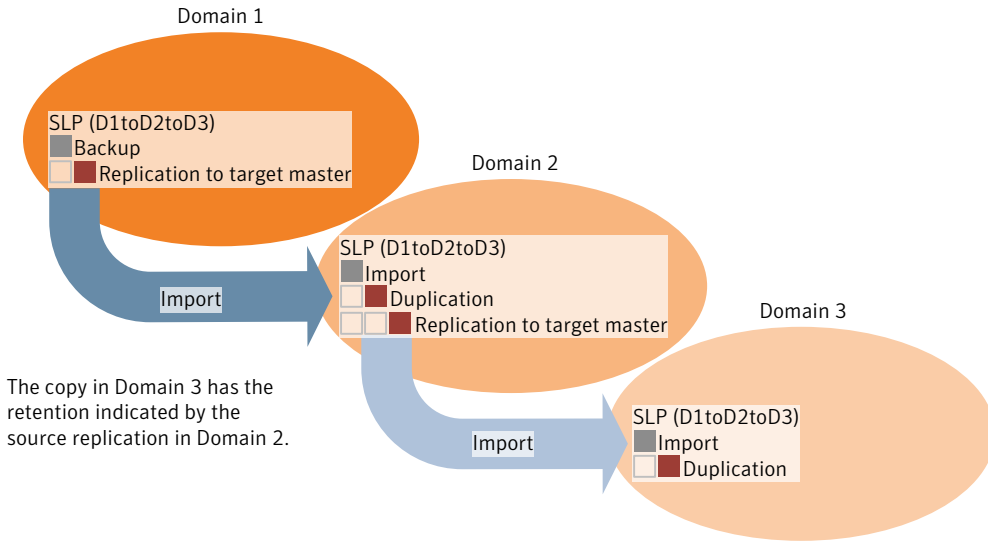 Domain 1
SLP (D1toD2toD3)
Backup
Replication to target master
Import
Domain 2
SLP (D1toD2toD3)
Import
Duplication
Replication to target master
Import
Domain 3
SLP (D1toD2toD3)
Import
Duplication
The copy in Domain 3 has the
retention indicated by the
source replication in Domain 2.